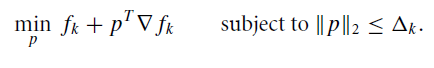 min_p f_k + p^T ∇f_k subject to ‖p‖_2 ≤ Δ_k.